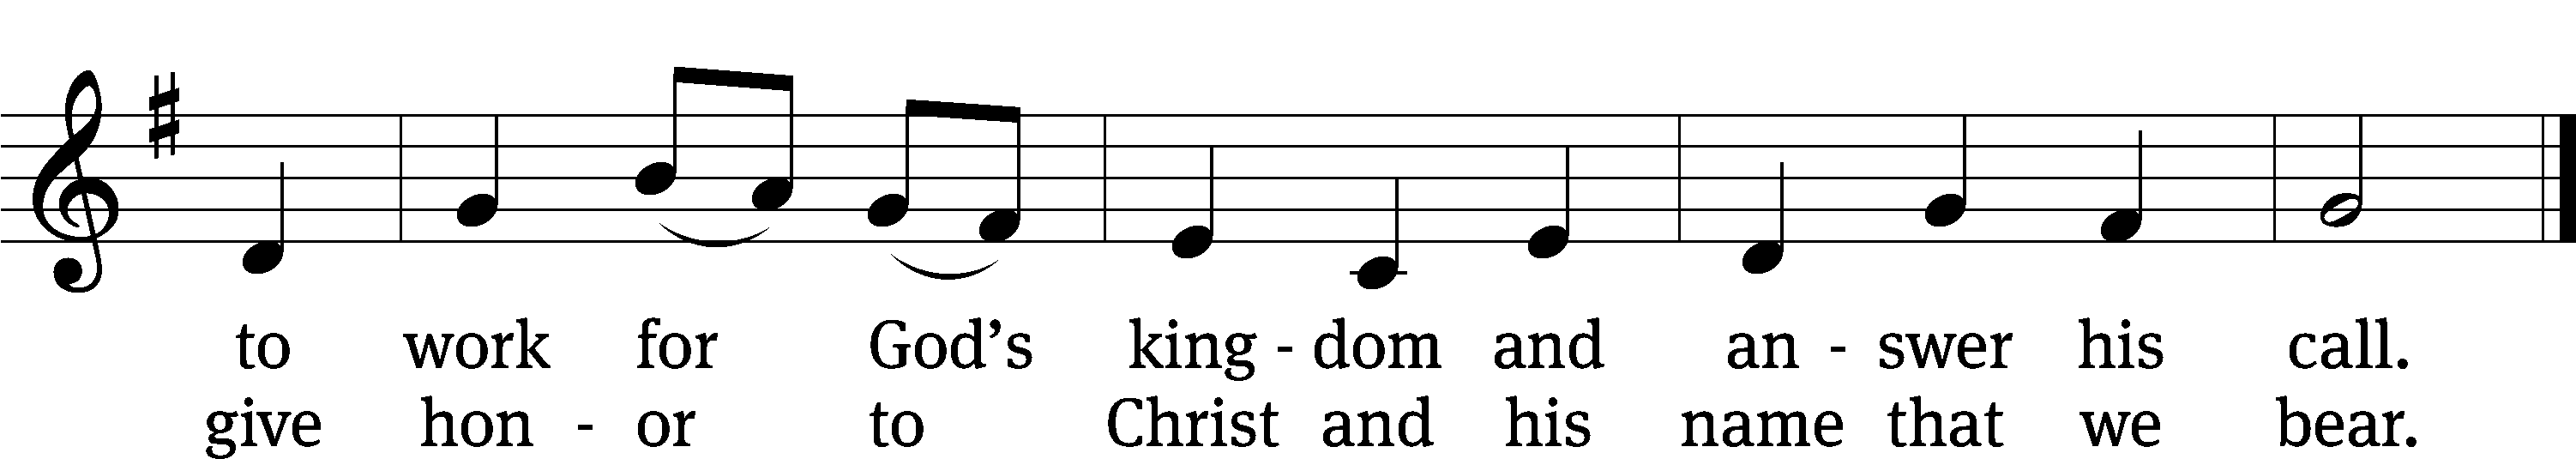 to work for God's king - dom and an - swer his call.
give hon - or to Christ and his name that we bear.